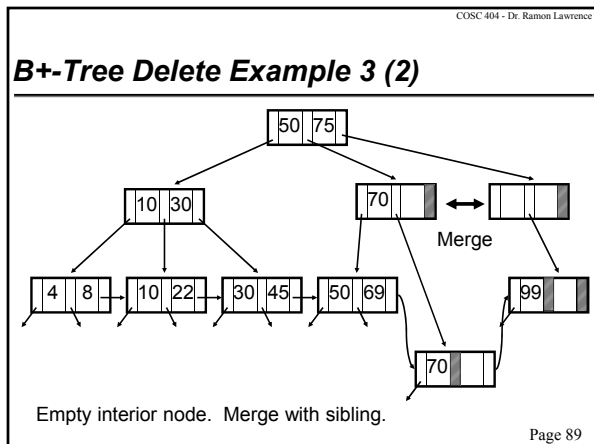 COSC 404 - Dr. Ramon Lawrence
B+-Tree Delete Example 3 (2)
50 75
10 30
70
Merge
4 8
10 22
30 45
50 69
99
70
Empty interior node. Merge with sibling.
Page 89